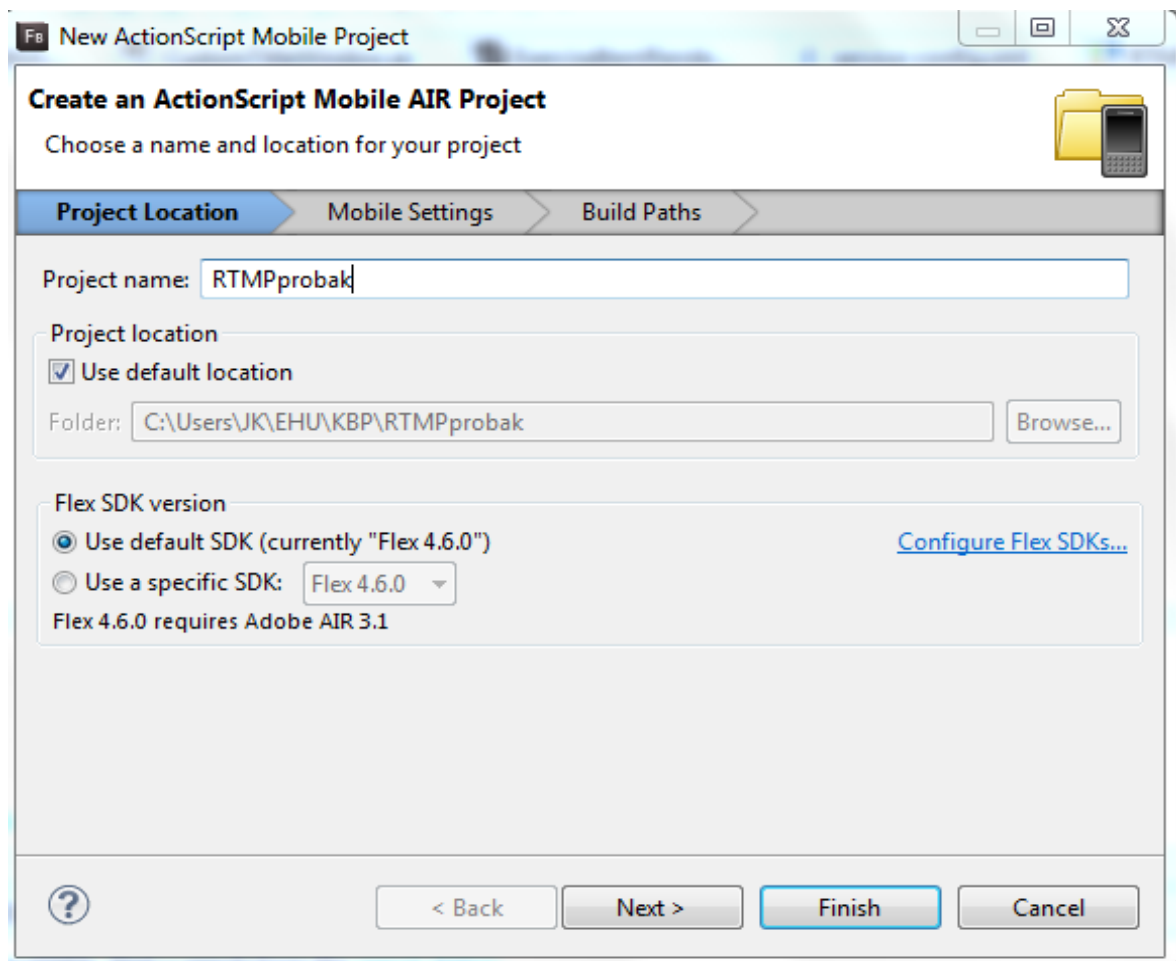 FB New ActionScript Mobile Project
Create an ActionScript Mobile AIR Project
Choose a name and location for your project
Project Location Mobile Settings Build Paths
Project name: RTMPprobak
Project location
Use default location
Folder: C:\Users\JK\EHU\KBP\RTMPprobak Browse...
Flex SDK version
Use default SDK (currently "Flex 4.6.0") Configure Flex SDKs...
Use a specific SDK: Flex 4.6.0
Flex 4.6.0 requires Adobe AIR 3.1
? < Back Next > Finish Cancel